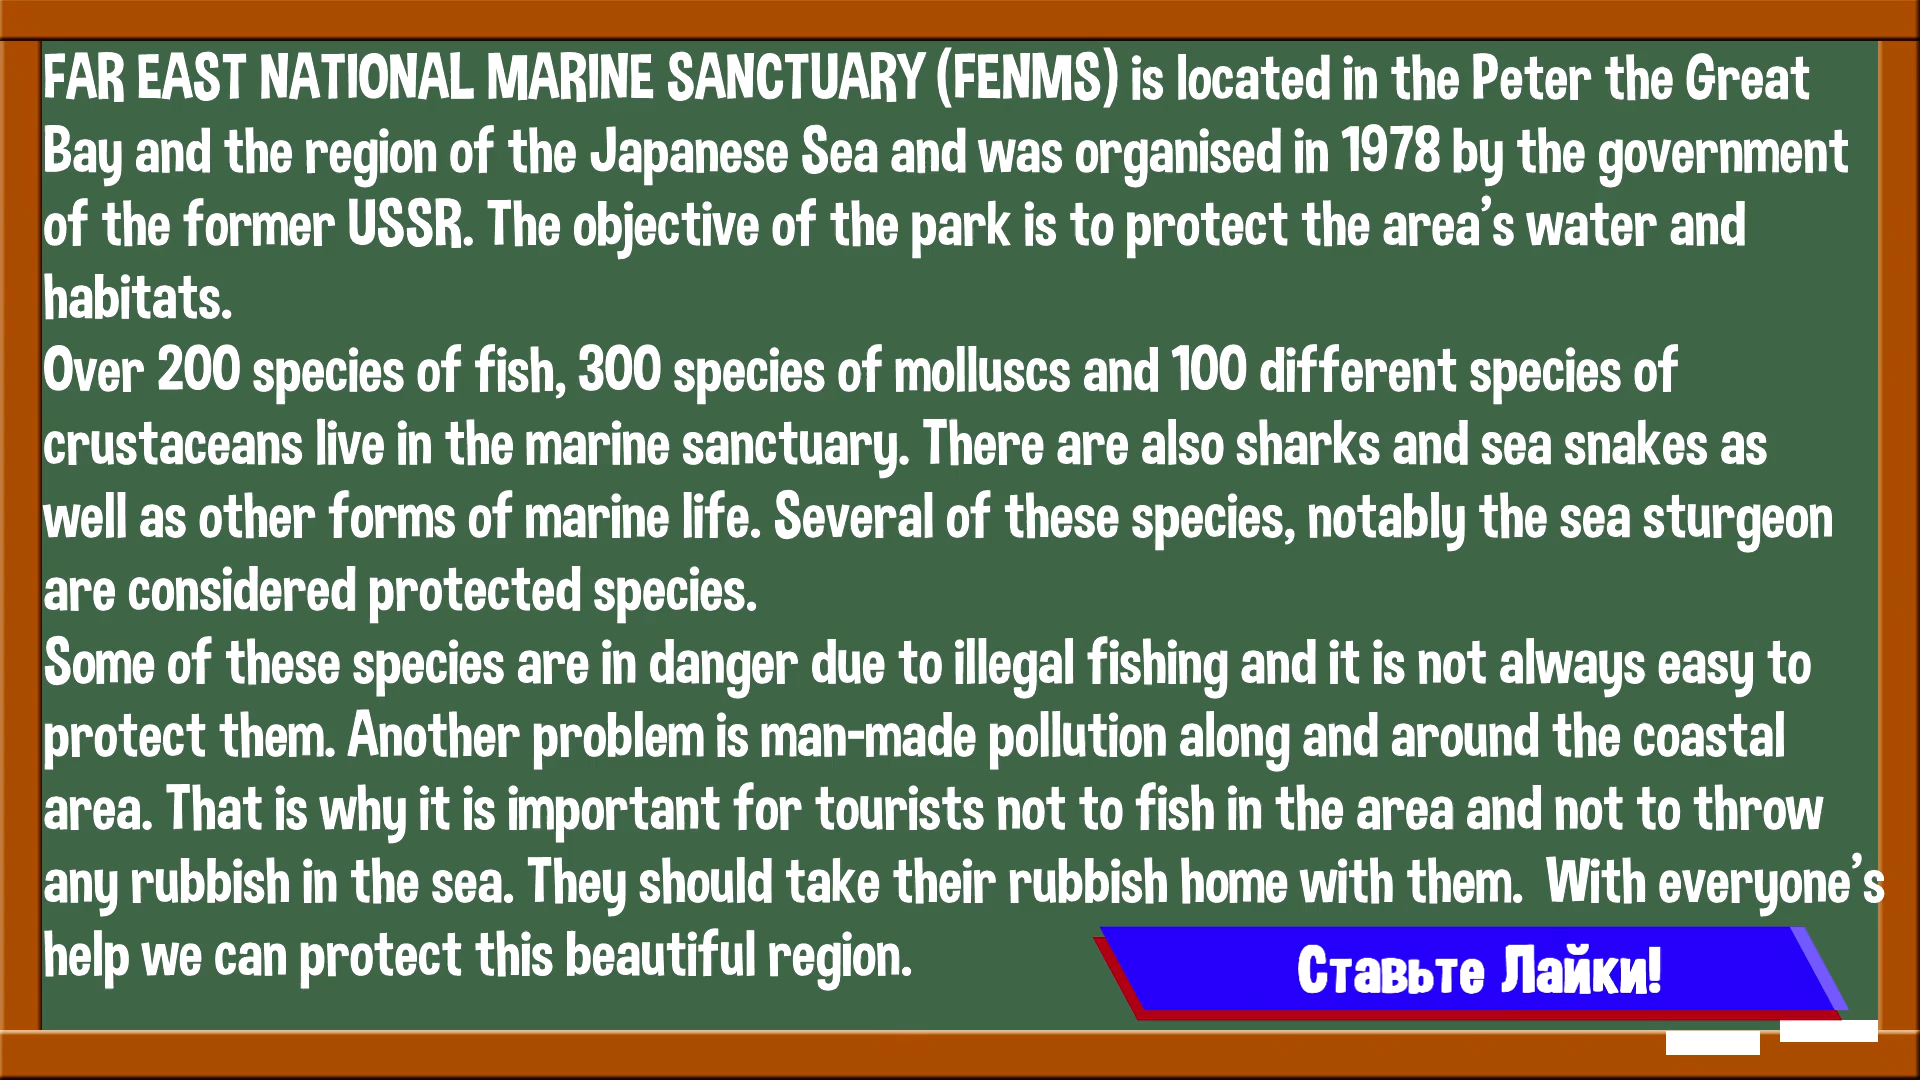 FAR EAST NATIONAL MARINE SANCTUARY (FENMS) is located in the Peter the Great
Bay and the region of the Japanese Sea and was organised in 1978 by the government
of the former USSR. The objective of the park is to protect the area’s water and
habitats.
Over 200 species of fish, 300 species of molluscs and 100 different species of
crustaceans live in the marine sanctuary. There are also sharks and sea snakes as
well as other forms of marine life. Several of these species, notably the sea sturgeon
are considered protected species.
Some of these species are in danger due to illegal fishing and it is not always easy to
protect them. Another problem is man-made pollution along and around the coastal
area. That is why it is important for tourists not to fish in the area and not to throw
any rubbish in the sea. They should take their rubbish home with them.  With everyone’s
help we can protect this beautiful region.
Ставьте Лайки!